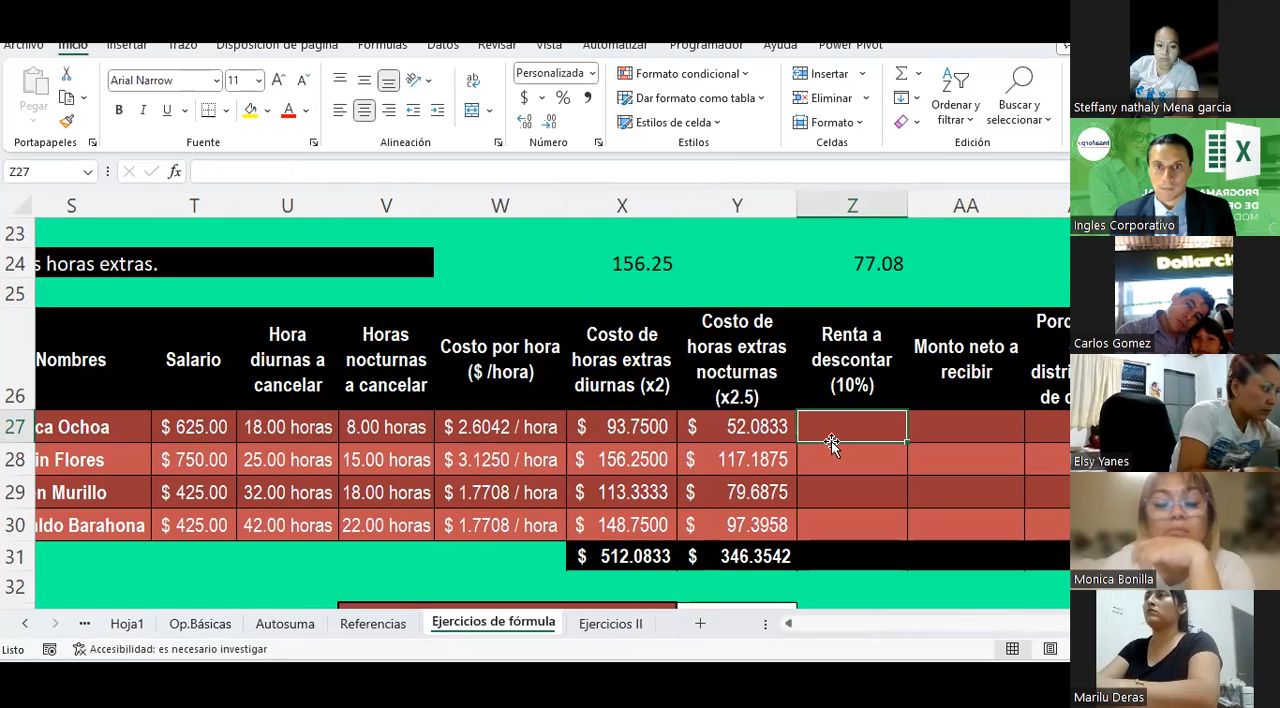 Archivo Inicio Insertar Trazo Disposición de página Fórmulas Datos Revisar Vista Automatizar Programador Ayuda Power Pivot
Pegar
Portapapeles
Arial Narrow 11
N K S
Fuente
Alineación
Personalizada
$ %
Número
Formato condicional
Dar formato como tabla
Estilos de celda
Estilos
Insertar
Eliminar
Formato
Celdas
Ordenar y filtrar
Buscar y seleccionar
Edición
Z27 fx
S T U V W X Y Z AA
23
24 s horas extras. 156.25 77.08
25
26 Nombres Salario Hora diurnas a cancelar Horas nocturnas a cancelar Costo por hora ($ /hora) Costo de horas extras diurnas (x2) Costo de horas extras nocturnas (x2.5) Renta a descontar (10%) Monto neto a recibir
27 ca Ochoa $ 625.00 18.00 horas 8.00 horas $ 2.6042 / hora $ 93.7500 $ 52.0833
28 in Flores $ 750.00 25.00 horas 15.00 horas $ 3.1250 / hora $ 156.2500 $ 117.1875
29 n Murillo $ 425.00 32.00 horas 18.00 horas $ 1.7708 / hora $ 113.3333 $ 79.6875
30 ldo Barahona $ 425.00 42.00 horas 22.00 horas $ 1.7708 / hora $ 148.7500 $ 97.3958
31 $ 512.0833 $ 346.3542
32
Hoja1 Op.Básicas Autosuma Referencias Ejercicios de fórmula Ejercicios II
Listo Accesibilidad: es necesario investigar
Steffany nathaly Mena garcia
Ingles Corporativo
Dollarci
Carlos Gomez
Elsy Yanes
Monica Bonilla
Marilu Deras